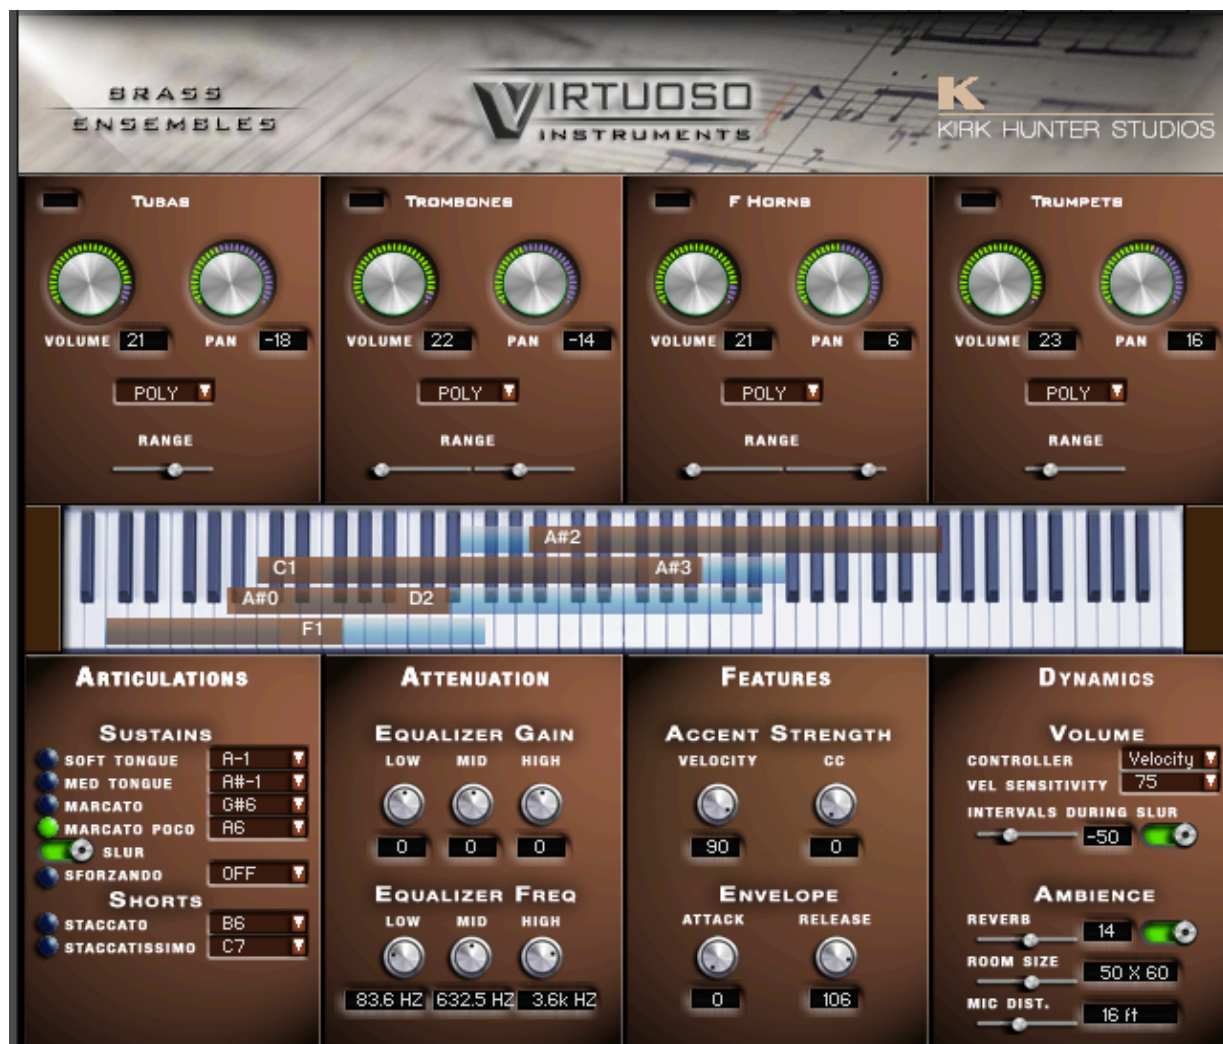 BRASS
ENSEMBLES
VIRTUOSO
INSTRUMENTS
K
KIRK HUNTER STUDIOS
TUBAS TROMBONES F HORNS TRUMPETS
VOLUME 21 PAN -18 VOLUME 22 PAN -14 VOLUME 21 PAN 6 VOLUME 23 PAN 16
POLY POLY POLY POLY
RANGE RANGE RANGE RANGE
A#2
C1 A#3
A#0 D2
F1
ARTICULATIONS
SUSTAINS
SOFT TONGUE A-1
MED TONGUE A#-1
MARCATO G#6
MARCATO POCO A6
SLUR
SFORZANDO OFF
SHORTS
STACCATO B6
STACCATISSIMO C7
ATTENUATION
EQUALIZER GAIN
LOW MID HIGH
0 0 0
EQUALIZER FREQ
LOW MID HIGH
83.6 HZ 632.5 HZ 3.6k HZ
FEATURES
ACCENT STRENGTH
VELOCITY CC
90 0
ENVELOPE
ATTACK RELEASE
0 106
DYNAMICS
VOLUME
CONTROLLER Velocity
VEL SENSITIVITY 75
INTERVALS DURING SLUR
-50
AMBIENCE
REVERB 14
ROOM SIZE 50 X 60
MIC DIST. 16 ft